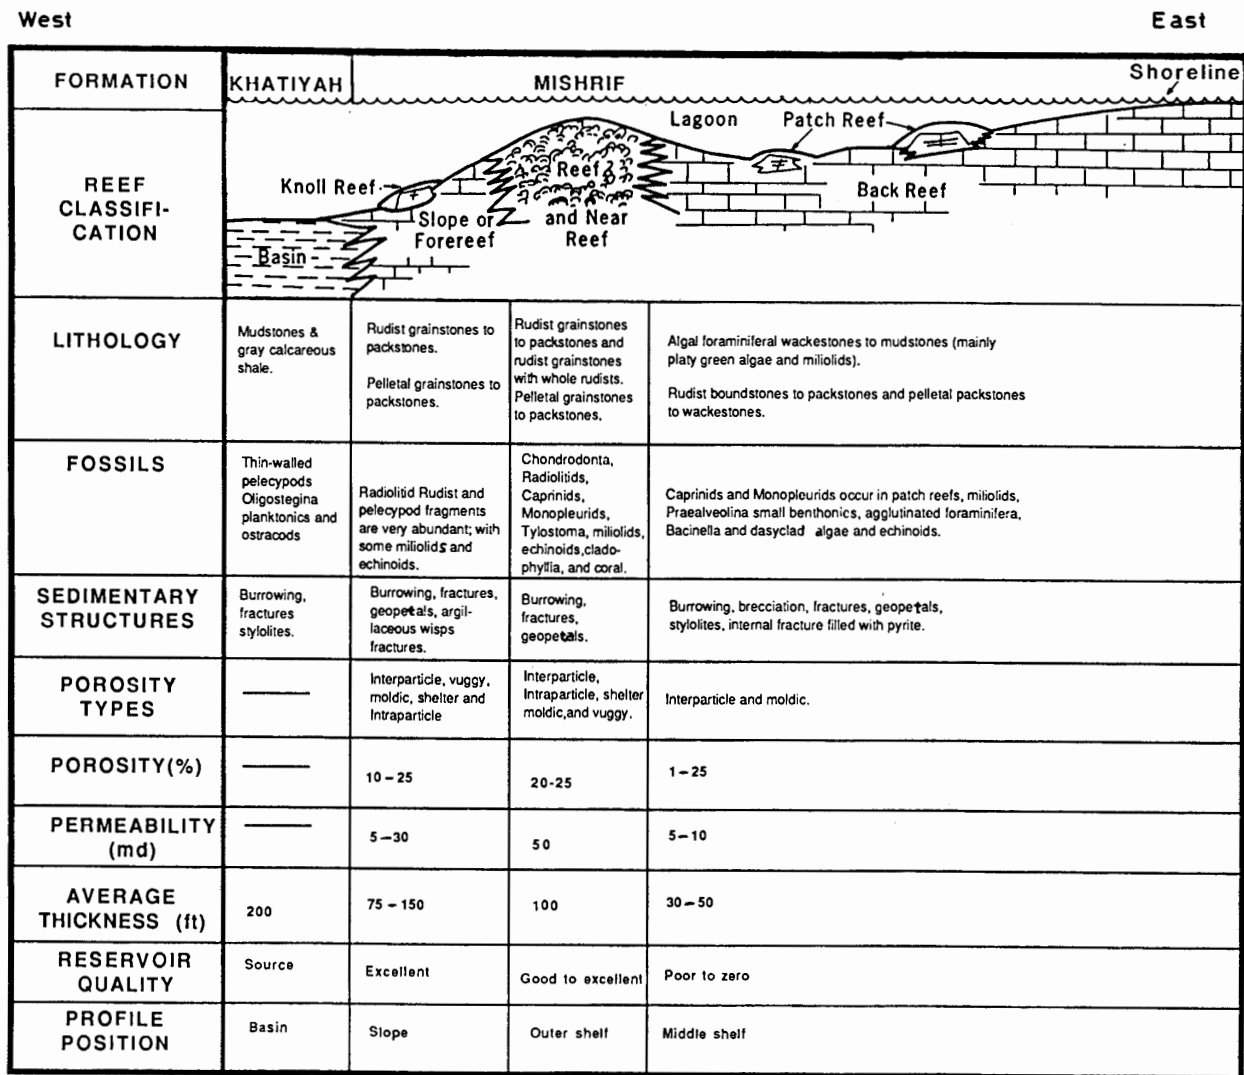 West
East
FORMATION
KHATIYAH
MISHRIF
Shoreline
REEF
CLASSIFI-
CATION
Lagoon
Patch Reef
Knoll Reef
Reef
Back Reef
Slope or
Forereef
and Near
Reef
Basin
LITHOLOGY
Mudstones &
gray calcareous
shale.
Rudist grainstones to
packstones.
Pelletal grainstones to
packstones.
Rudist grainstones
to packstones and
rudist grainstones
with whole rudists.
Pelletal grainstones
to packstones.
Algal foraminiferal wackestones to mudstones (mainly
platy green algae and miliolids).
Rudist boundstones to packstones and pelletal packstones
to wackestones.
FOSSILS
Thin-walled
pelecypods
Oligostegina
planktonics and
ostracods
Radiolitid Rudist and
pelecypod fragments
are very abundant; with
some miliolids and
echinoids.
Chondrodonta,
Radiolitids,
Caprinids,
Monopleurids,
Tylostoma, miliolids,
echinoids,clado-
phyllia, and coral.
Caprinids and Monopleurids occur in patch reefs, miliolids,
Praealveolina small benthonics, agglutinated foraminifera,
Bacinella and dasyclad algae and echinoids.
SEDIMENTARY
STRUCTURES
Burrowing,
fractures
stylolites.
Burrowing, fractures,
geopetals, argil-
laceous wisps
fractures.
Burrowing,
fractures,
geopetals.
Burrowing, brecciation, fractures, geopetals,
stylolites, internal fracture filled with pyrite.
POROSITY
TYPES
Interparticle, vuggy,
moldic, shelter and
Intraparticle
Interparticle,
Intraparticle, shelter
moldic,and vuggy.
Interparticle and moldic.
POROSITY(%)
10-25
20-25
1-25
PERMEABILITY
(md)
5-30
50
5-10
AVERAGE
THICKNESS (ft)
200
75-150
100
30-50
RESERVOIR
QUALITY
Source
Excellent
Good to excellent
Poor to zero
PROFILE
POSITION
Basin
Slope
Outer shelf
Middle shelf